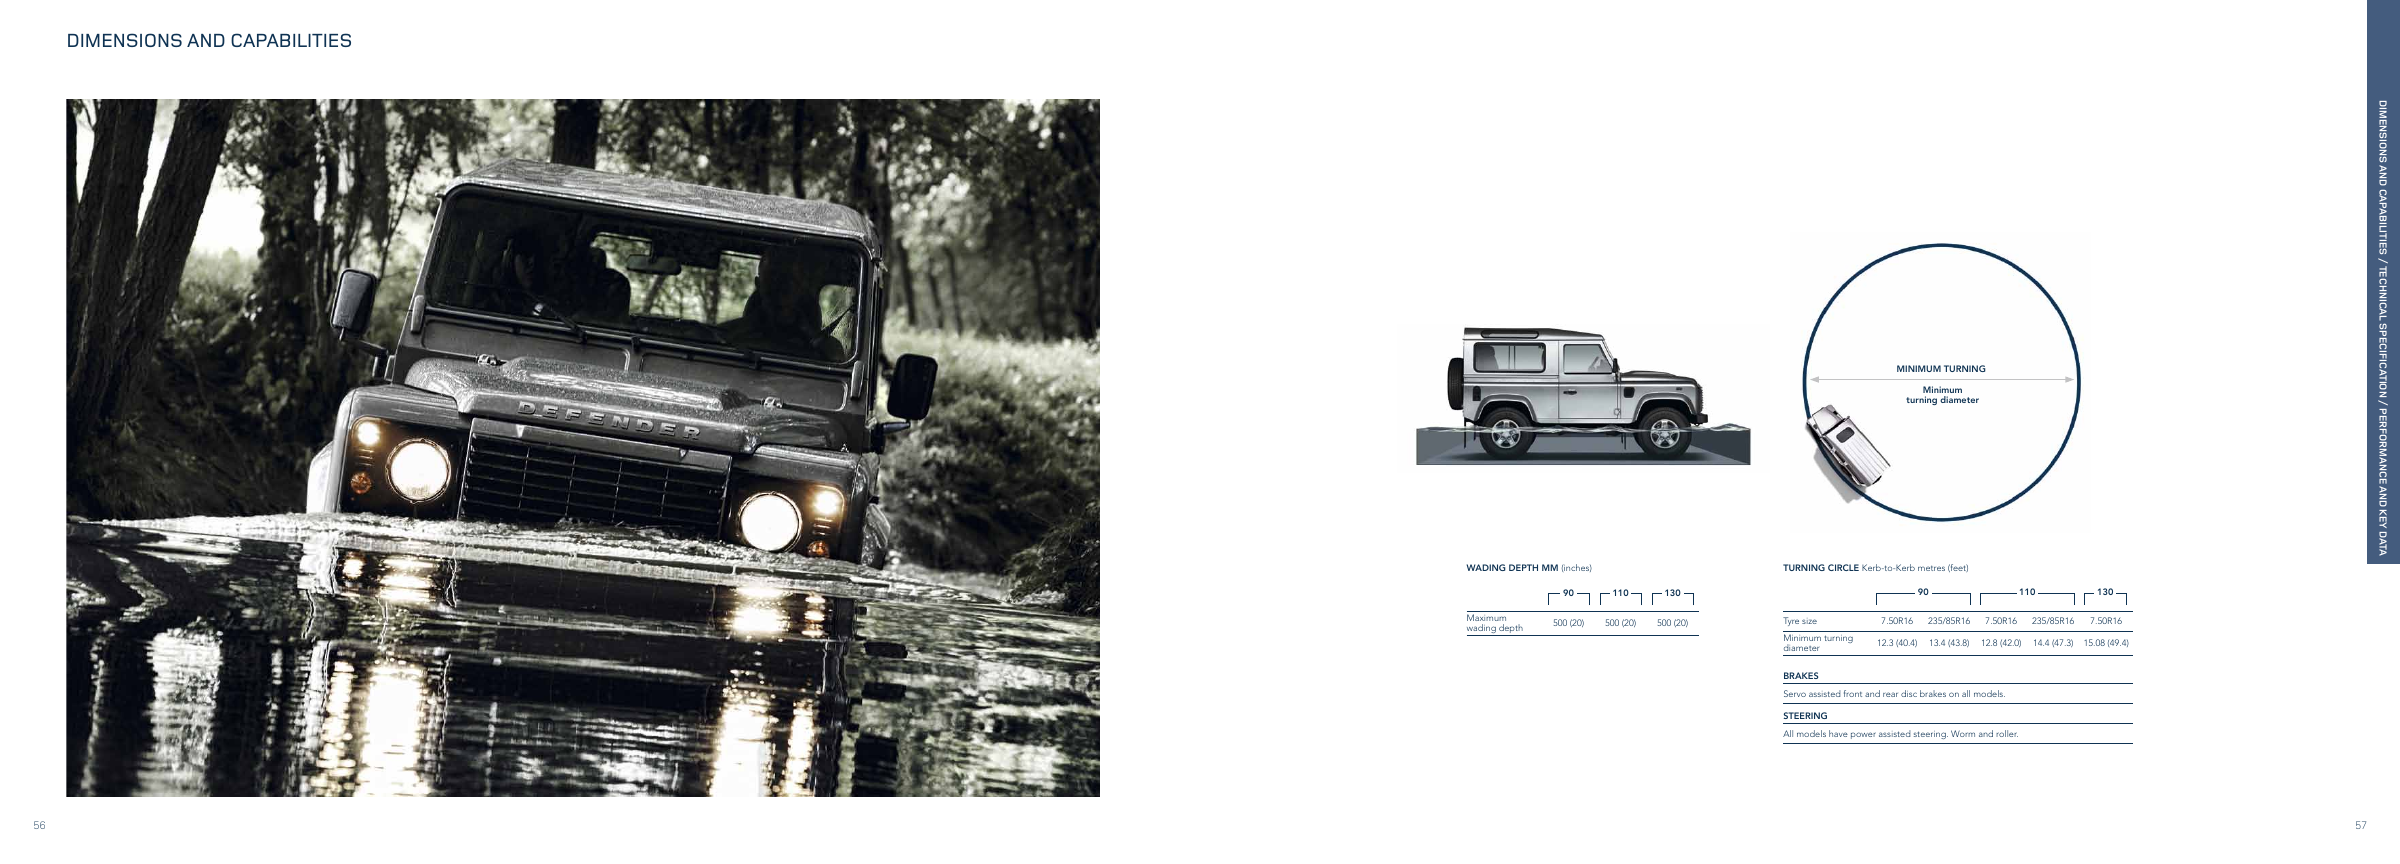 DIMENSIONS AND CAPABILITIES
DEFENDER
MINIMUM TURNING
Minimum
turning diameter
WADING DEPTH MM (inches)
90 110 130
Maximum
wading depth 500 (20) 500 (20) 500 (20)
TURNING CIRCLE Kerb-to-Kerb metres (feet)
90 110 130
Tyre size 7.50R16 235/85R16 7.50R16 235/85R16 7.50R16
Minimum turning
diameter 12.3 (40.4) 13.4 (43.8) 12.8 (42.0) 14.4 (47.3) 15.08 (49.4)
BRAKES
Servo assisted front and rear disc brakes on all models.
STEERING
All models have power assisted steering. Worm and roller.
DIMENSIONS AND CAPABILITIES / TECHNICAL SPECIFICATION / PERFORMANCE AND KEY DATA
56
57